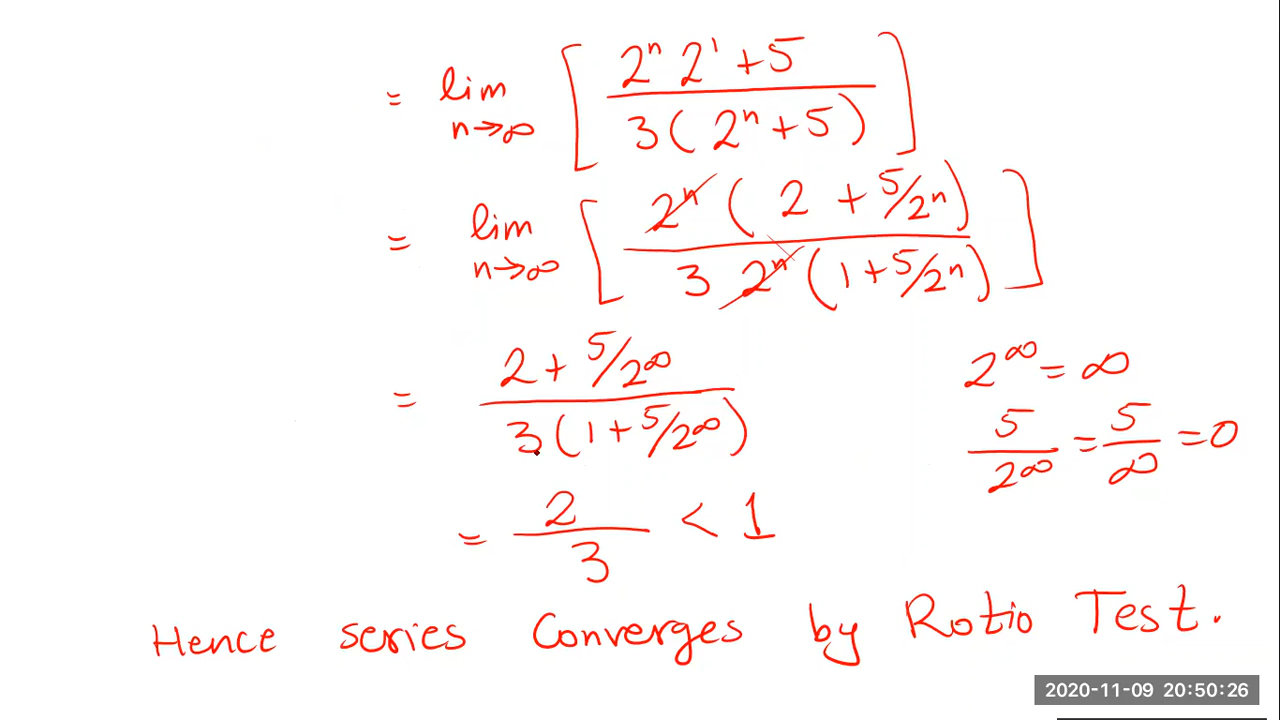 = lim n→∞ [ (2ⁿ 2¹ + 5) / (3(2ⁿ + 5)) ]
= lim n→∞ [ 2ⁿ(2 + 5/2ⁿ) / (3 2ⁿ(1 + 5/2ⁿ)) ]
= (2 + 5/2^∞) / (3(1 + 5/2^∞))
2^∞ = ∞
5/2^∞ = 5/∞ = 0
= 2/3 < 1
Hence series Converges by Rotio Test.
2020-11-09 20:50:26